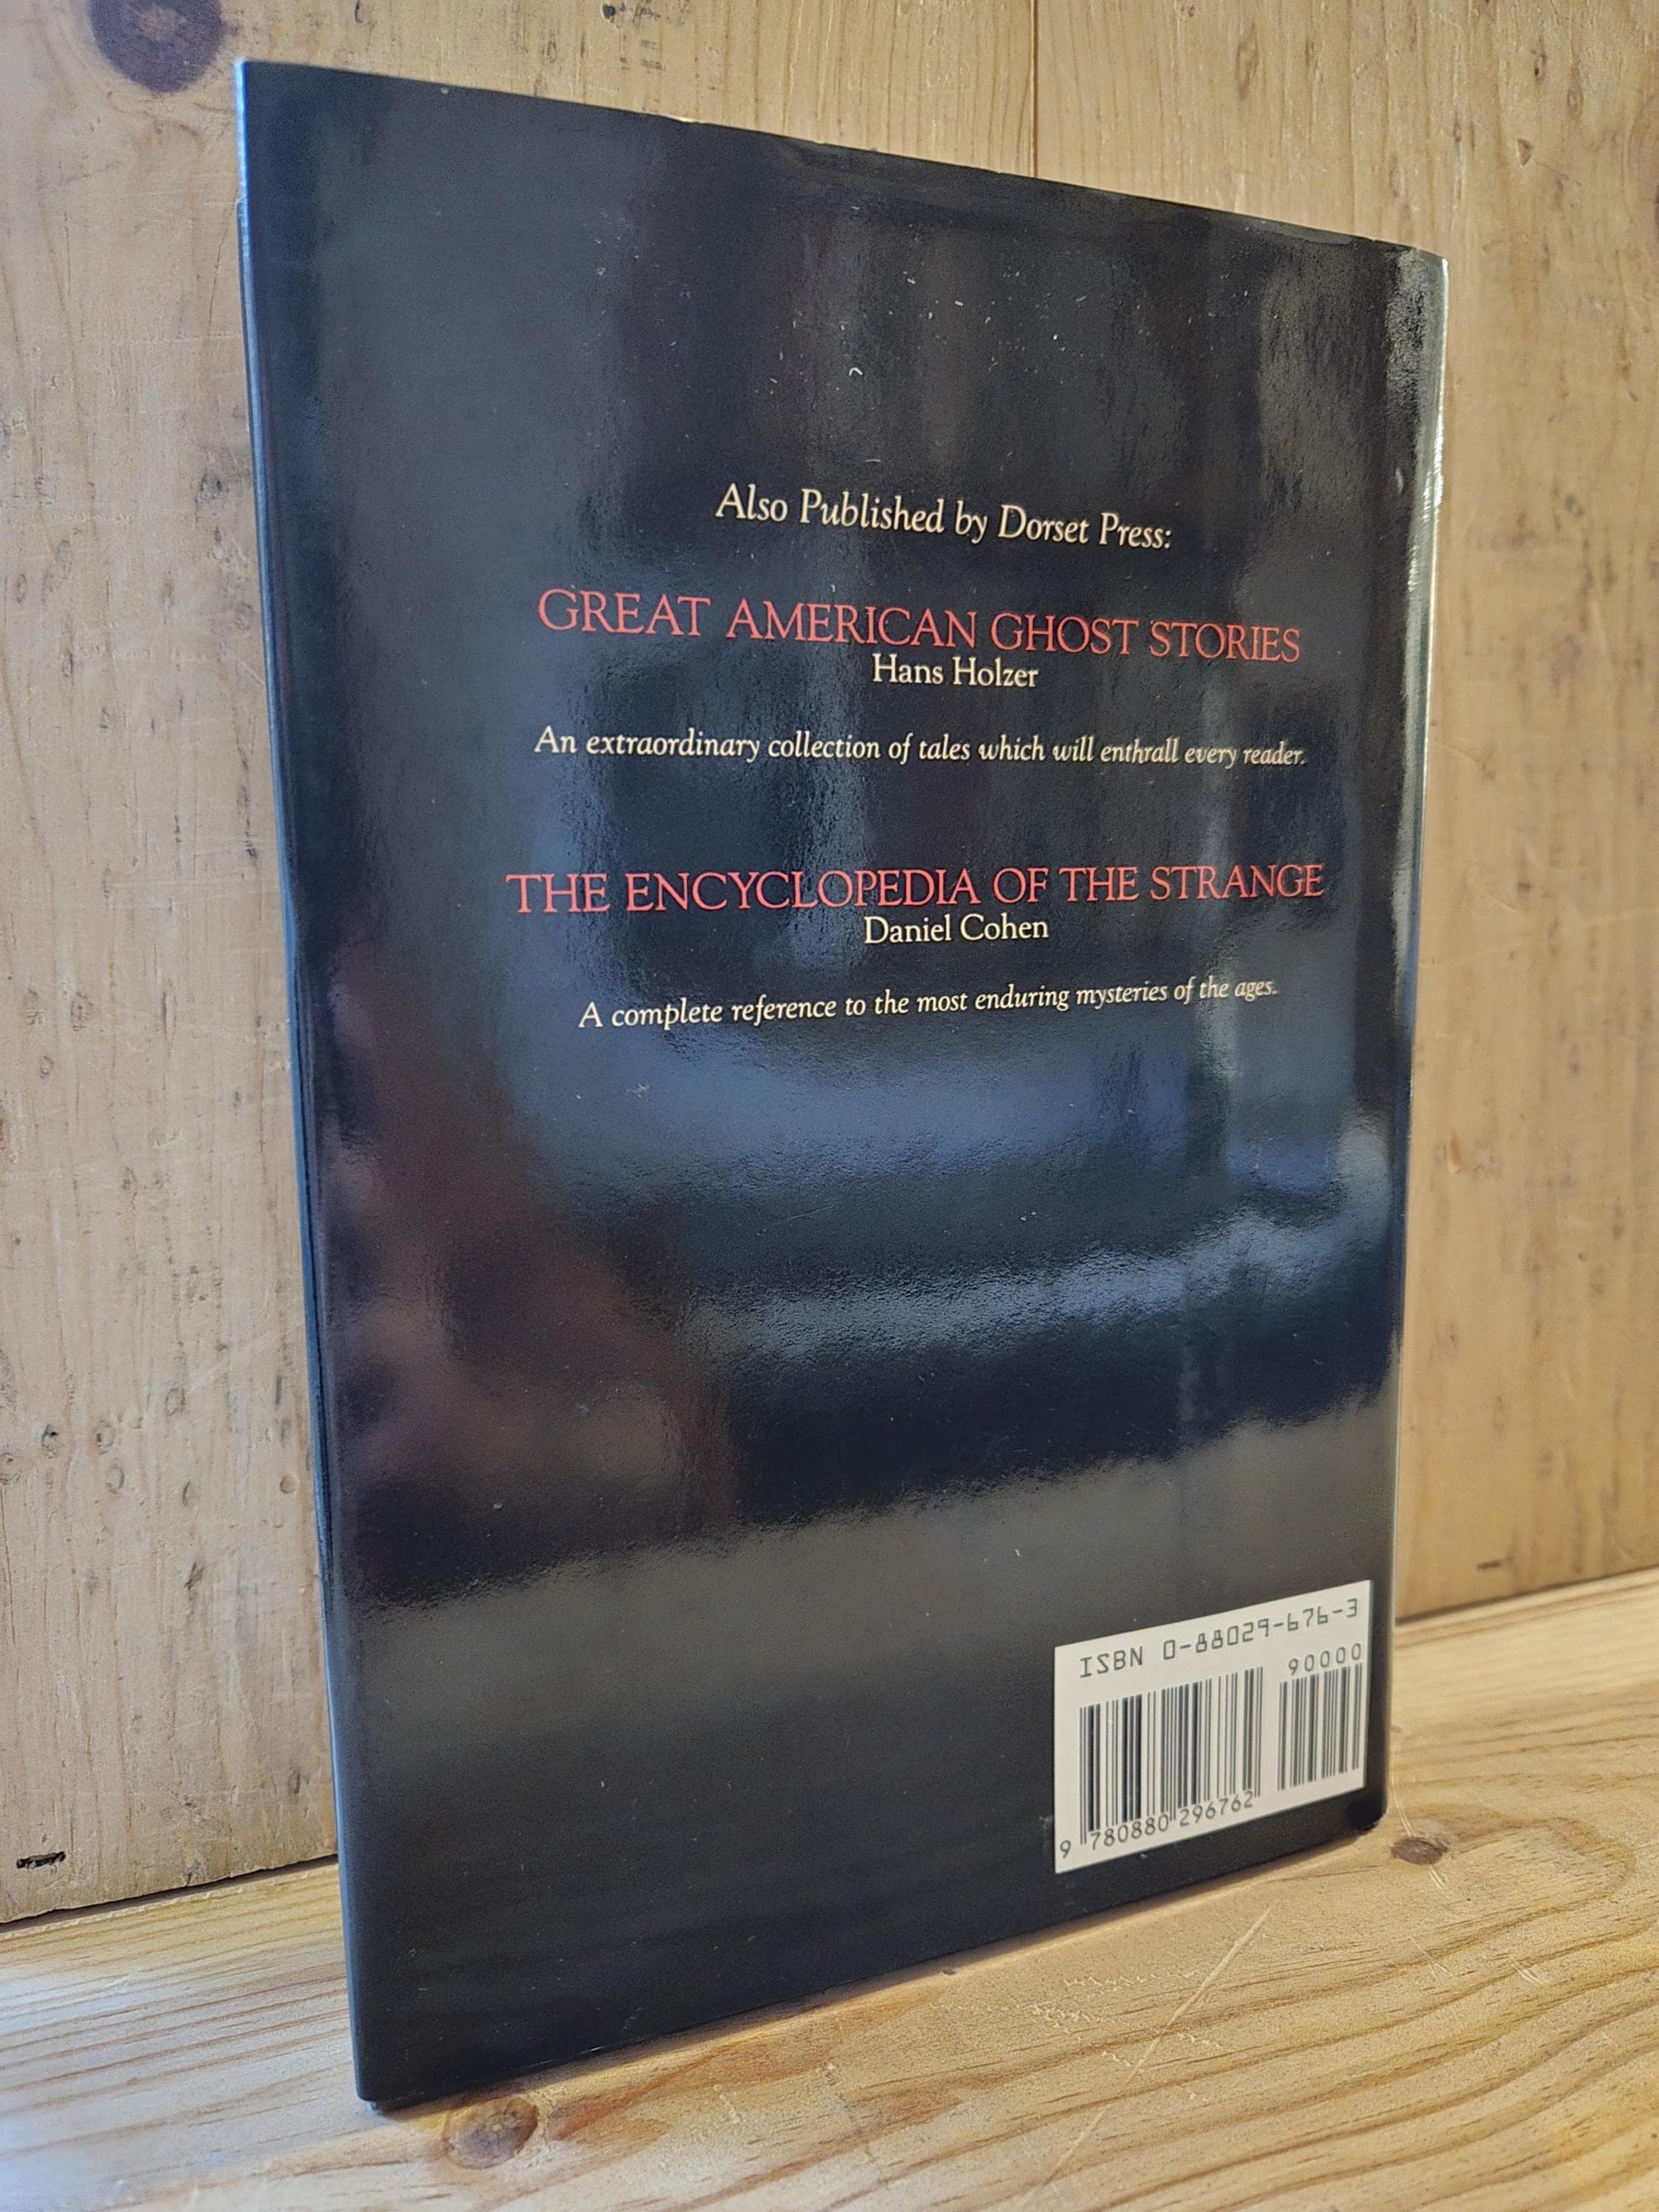 Also Published by Dorset Press:
GREAT AMERICAN GHOST STORIES
Hans Holzer
An extraordinary collection of tales which will enthrall every reader.
THE ENCYCLOPEDIA OF THE STRANGE
Daniel Cohen
A complete reference to the most enduring mysteries of the ages.
ISBN 0-88029-676-3
90000
9 780880 296762